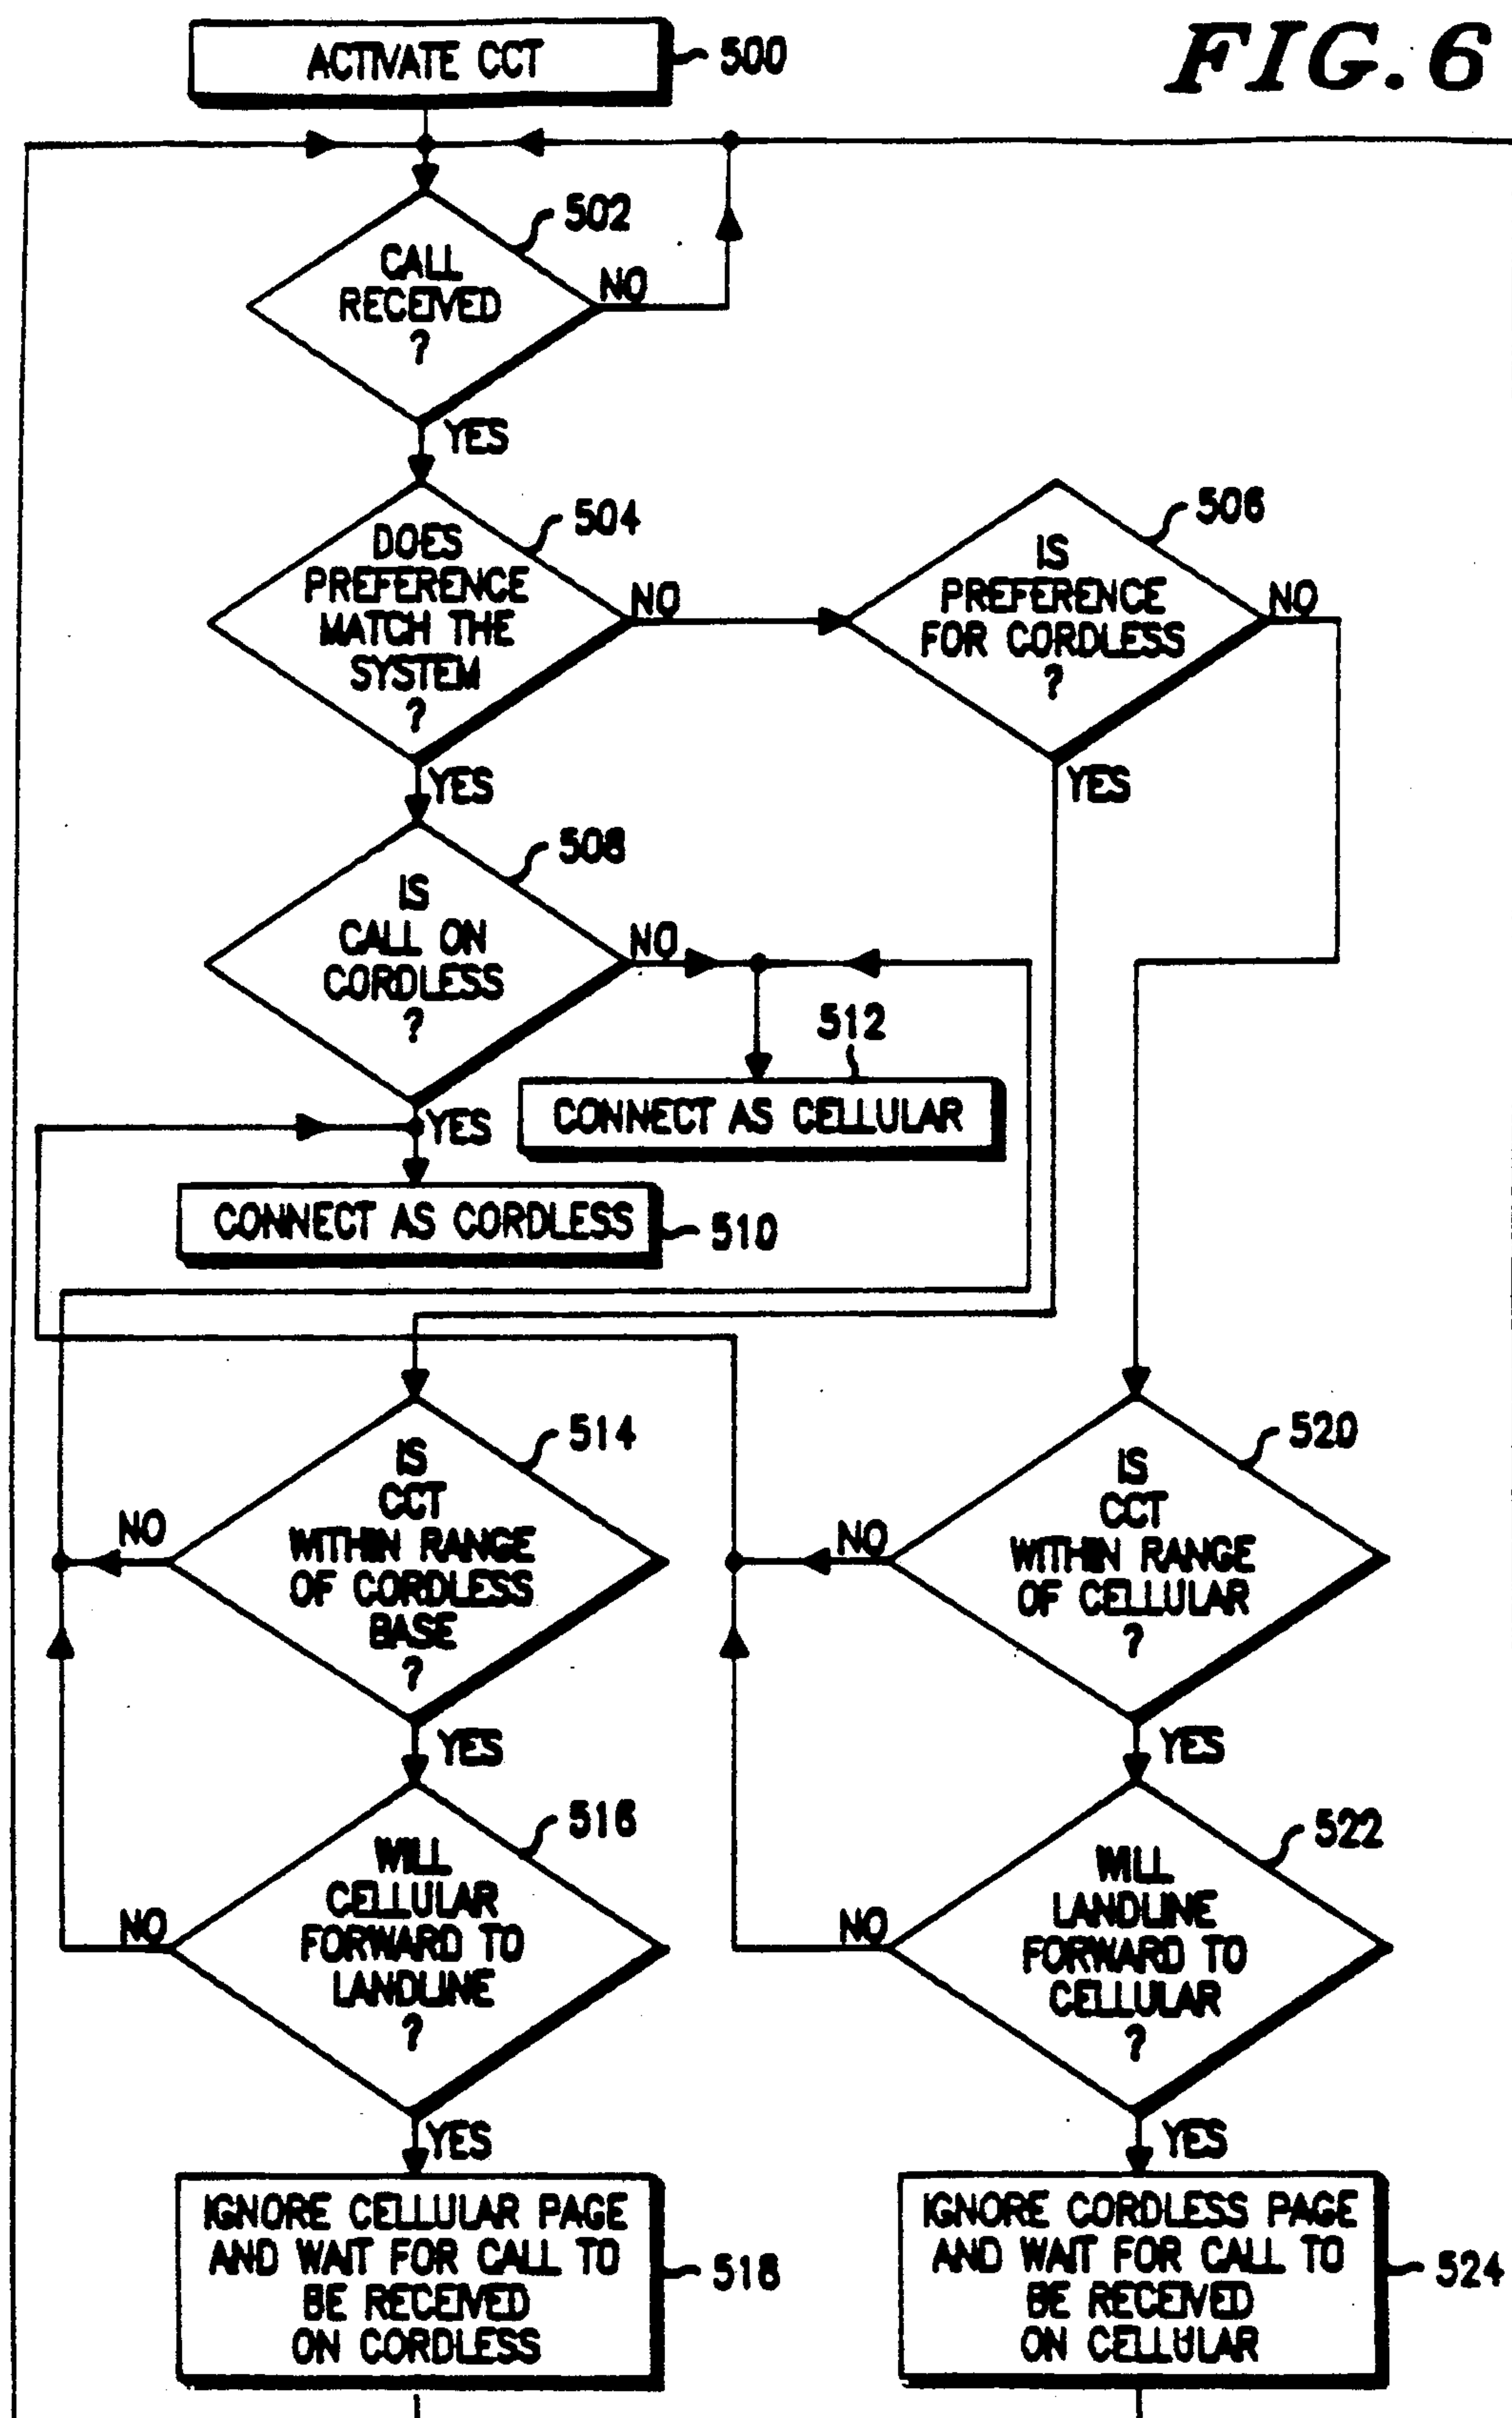 FIG. 6
ACTIVATE CCT
500
502
CALL
RECEIVED
?
NO
YES
504
DOES
PREFERENCE
MATCH THE
SYSTEM
?
NO
YES
506
IS
PREFERENCE
FOR CORDLESS
?
NO
YES
508
IS
CALL ON
CORDLESS
?
NO
YES
512
CONNECT AS CELLULAR
CONNECT AS CORDLESS
510
514
IS
CCT
WITHIN RANGE
OF CORDLESS
BASE
?
NO
YES
520
IS
CCT
WITHIN RANGE
OF CELLULAR
?
NO
YES
516
WILL
CELLULAR
FORWARD TO
LANDLINE
?
NO
YES
522
WILL
LANDLINE
FORWARD TO
CELLULAR
?
NO
YES
IGNORE CELLULAR PAGE
AND WAIT FOR CALL TO
BE RECEIVED
ON CORDLESS
518
IGNORE CORDLESS PAGE
AND WAIT FOR CALL TO
BE RECEIVED
ON CELLULAR
524